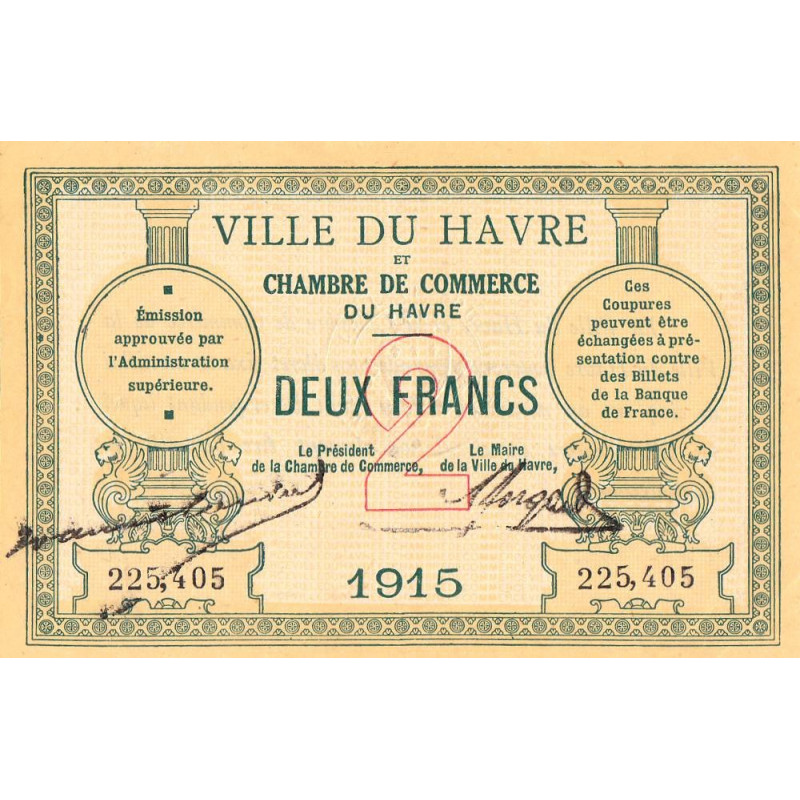 VILLE DU HAVRE
ET
CHAMBRE DE COMMERCE
DU HAVRE
Émission
approuvée par
l'Administration
supérieure.
Ces
Coupures
peuvent être
échangées à pré-
sentation contre
des Billets
de la Banque
de France.
2
DEUX FRANCS
Le Président
de la Chambre de Commerce,
Le Maire
de la Ville du Havre,
225,405
1915
225,405